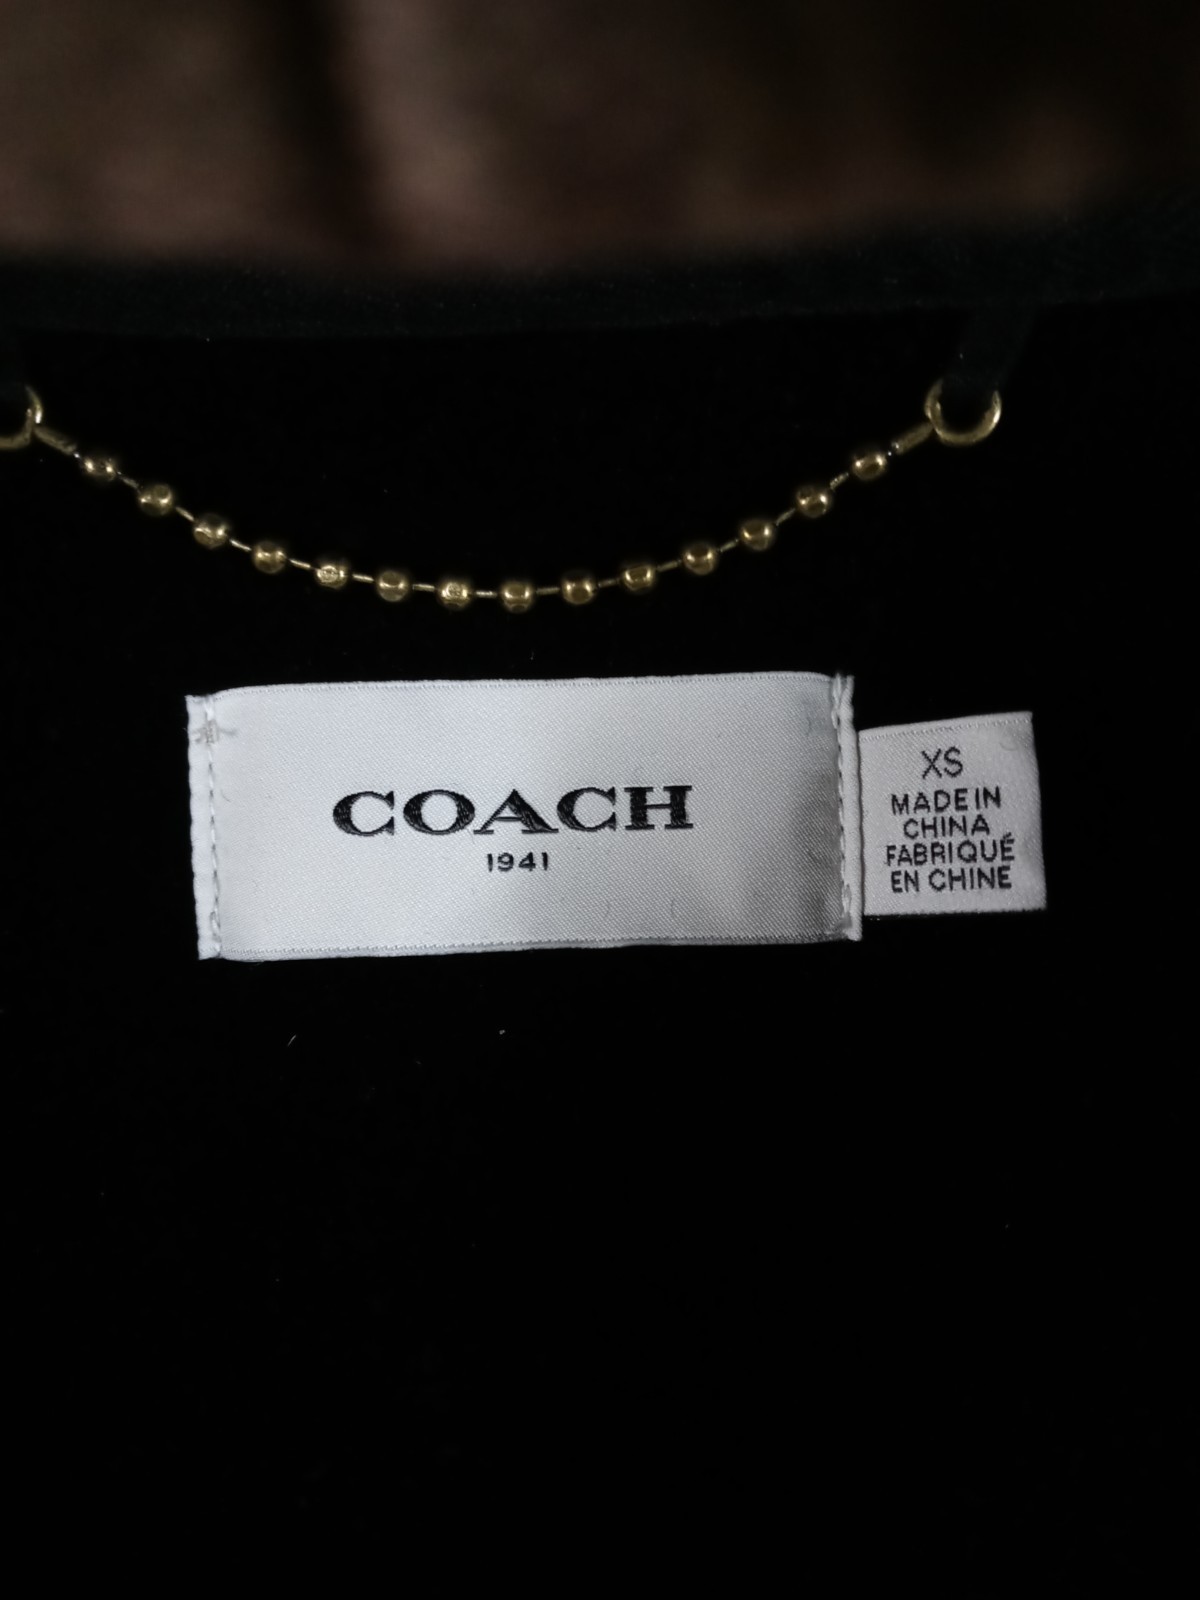 COACH
1941
XS
MADE IN
CHINA
FABRIQUÉ
EN CHINE